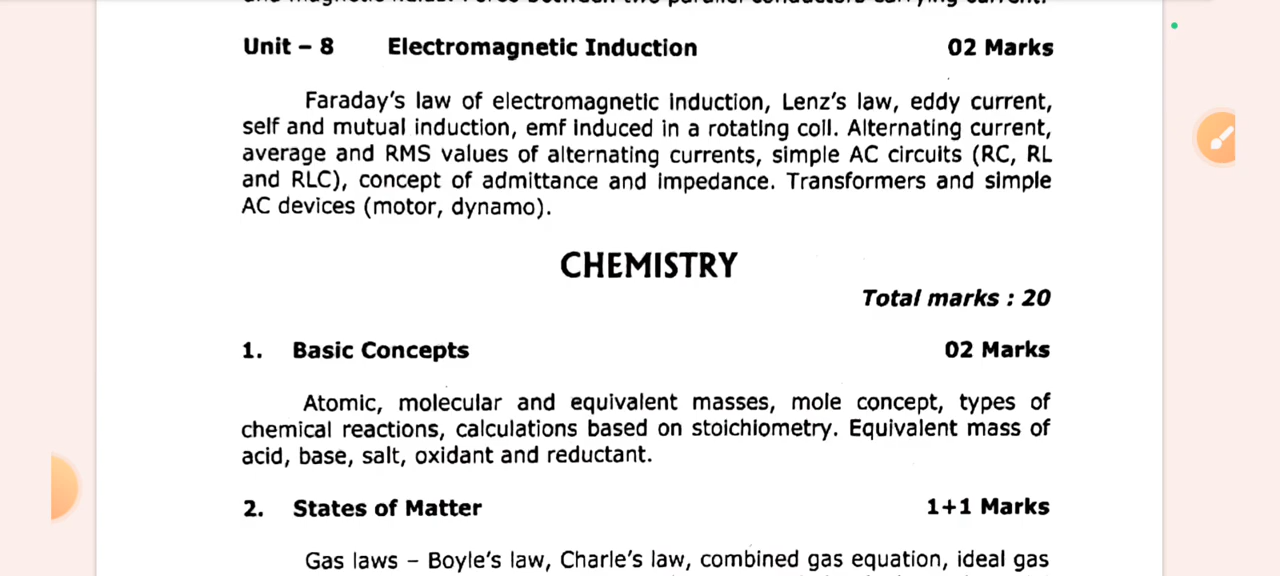 Unit – 8 Electromagnetic Induction 02 Marks
Faraday's law of electromagnetic induction, Lenz's law, eddy current,
self and mutual induction, emf induced in a rotating coil. Alternating current,
average and RMS values of alternating currents, simple AC circuits (RC, RL
and RLC), concept of admittance and impedance. Transformers and simple
AC devices (motor, dynamo).
CHEMISTRY
Total marks : 20
1. Basic Concepts 02 Marks
Atomic, molecular and equivalent masses, mole concept, types of
chemical reactions, calculations based on stoichiometry. Equivalent mass of
acid, base, salt, oxidant and reductant.
2. States of Matter 1+1 Marks
Gas laws – Boyle's law, Charle's law, combined gas equation, ideal gas